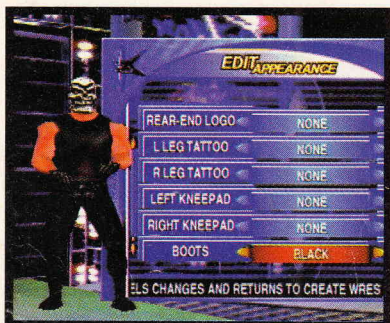 EDIT APPEARANCE
REAR-END LOGO NONE
L LEG TATTOO NONE
R LEG TATTOO NONE
LEFT KNEEPAD NONE
RIGHT KNEEPAD NONE
BOOTS BLACK
ELS CHANGES AND RETURNS TO CREATE WRES